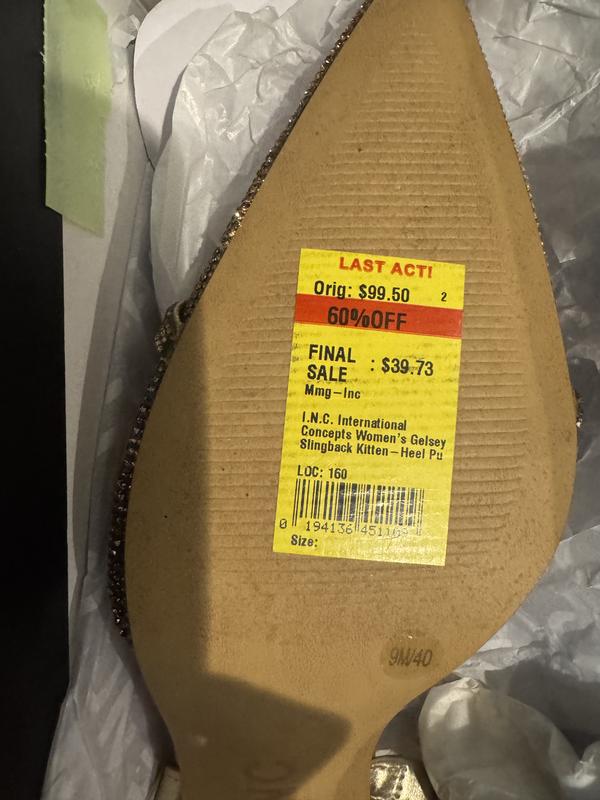 LAST ACT!
Orig: $99.50 2
60%OFF
FINAL SALE : $39.73
Mmg-Inc
I.N.C. International
Concepts Women's Gelsey
Slingback Kitten-Heel Pu
LOC: 160
0 194136
Size:
9M/40